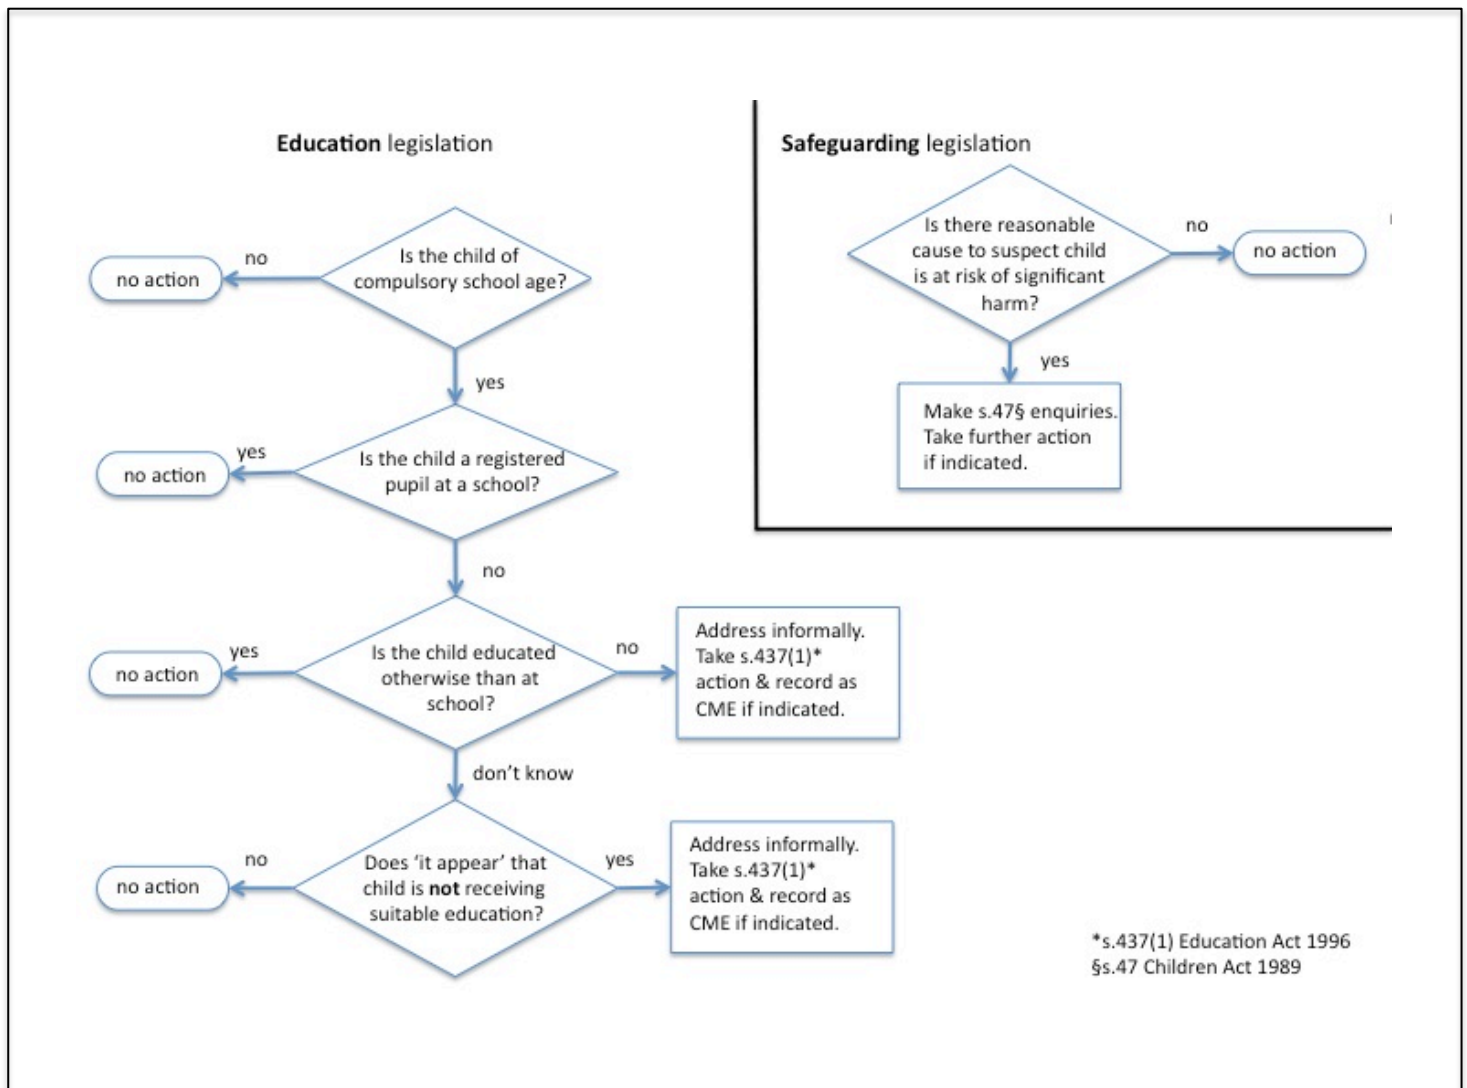 Education legislation
no
no action
Is the child of
compulsory school age?
yes
yes
no action
Is the child a registered
pupil at a school?
no
yes
no action
Is the child educated
otherwise than at
school?
no
Address informally.
Take s.437(1)*
action & record as
CME if indicated.
don't know
no
no action
Does 'it appear' that
child is not receiving
suitable education?
yes
Address informally.
Take s.437(1)*
action & record as
CME if indicated.
Safeguarding legislation
Is there reasonable
cause to suspect child
is at risk of significant
harm?
no
no action
yes
Make s.47§ enquiries.
Take further action
if indicated.
*s.437(1) Education Act 1996
§s.47 Children Act 1989